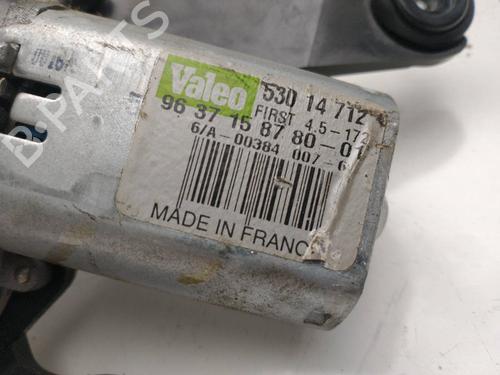 Valeo 530 14 712
FIRST 4.5-172
96 37 15 87 80-01
6/A-00384 007-6
MADE IN FRANC